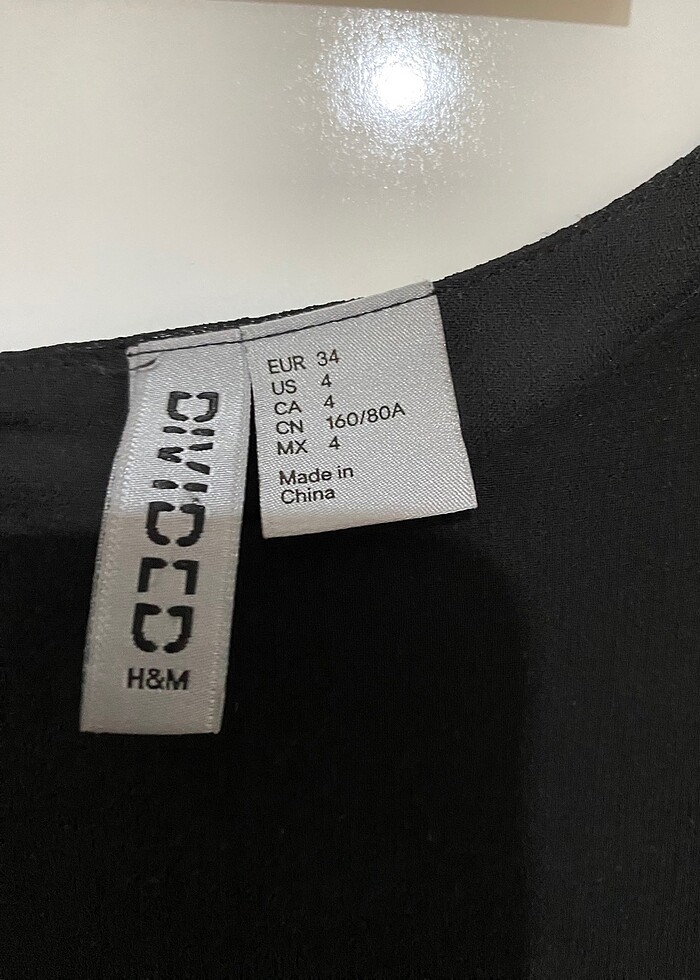 DIVIDED
H&M
EUR 34
US 4
CA 4
CN 160/80A
MX 4
Made in
China